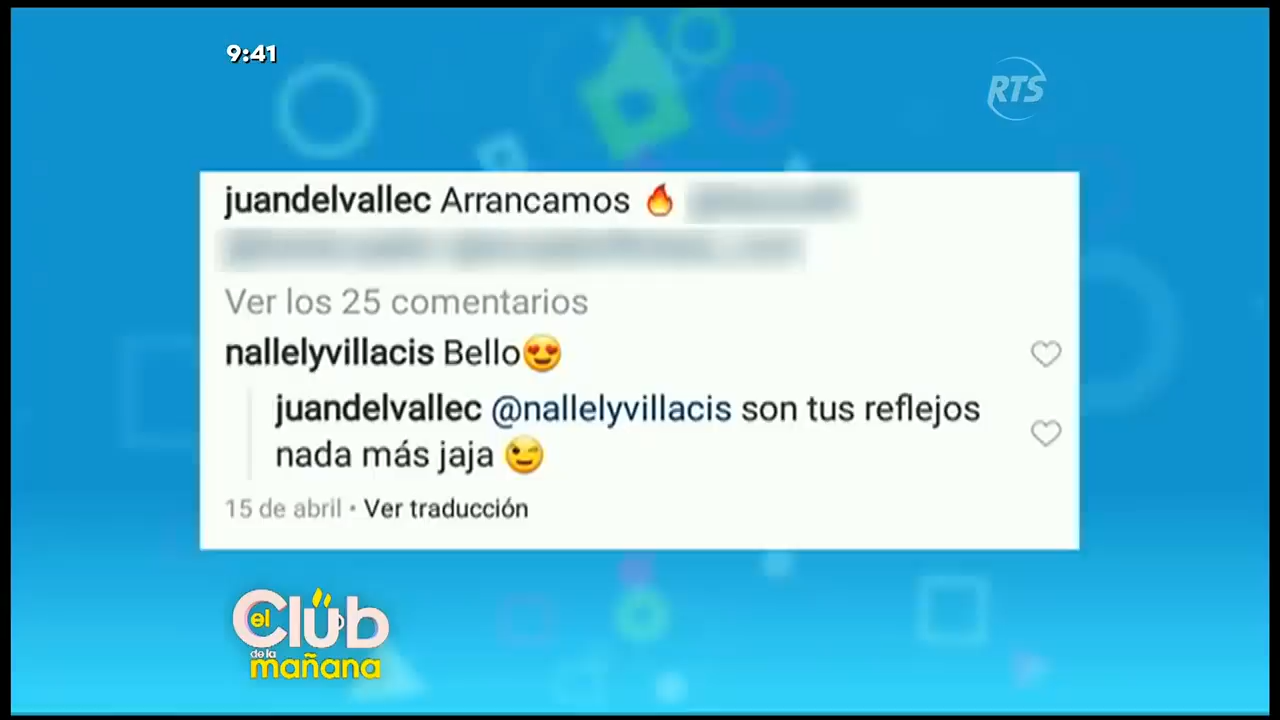 9:41
RTS
juandelvallec Arrancamos 🔥
Ver los 25 comentarios
nallelyvillacis Bello😍
juandelvallec @nallelyvillacis son tus reflejos
nada más jaja 😉
15 de abril • Ver traducción
el Club
de la
mañana